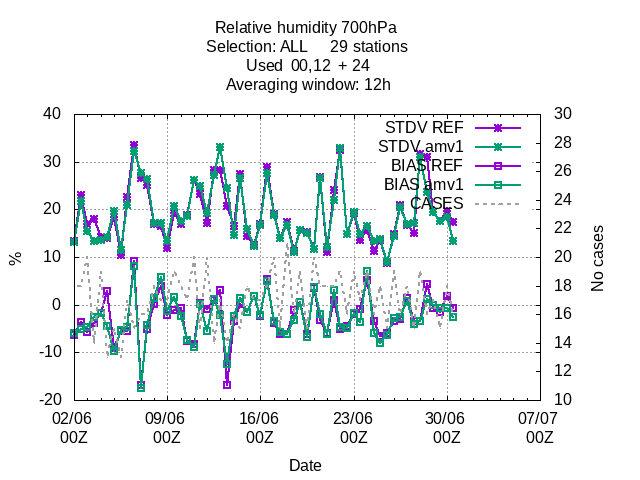 Relative humidity 700hPa
Selection: ALL     29 stations
Used  00,12  + 24
Averaging window: 12h
40
30
20
10
0
-10
-20
%
30
28
26
24
22
20
18
16
14
12
10
No cases
STDV REF
STDV amv1
BIAS REF
BIAS amv1
CASES
02/06 09/06 16/06 23/06 30/06 07/07
00Z 00Z 00Z 00Z 00Z 00Z
Date